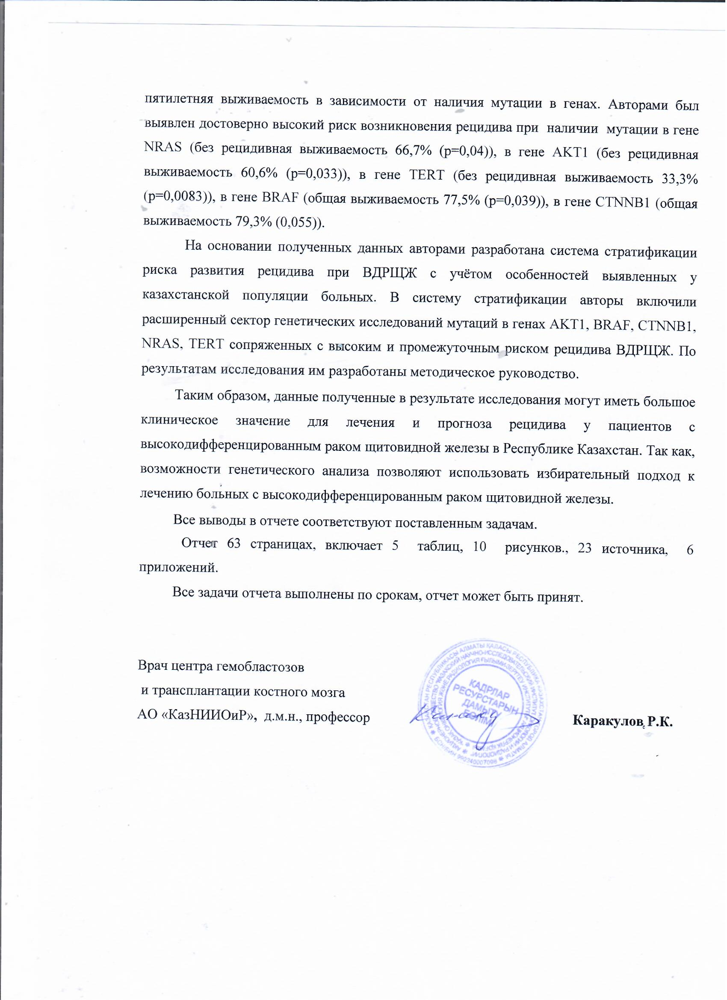 пятилетняя выживаемость в зависимости от наличия мутации в генах. Авторами был
выявлен достоверно высокий риск возникновения рецидива при наличии мутации в гене
NRAS (без рецидивная выживаемость 66,7% (р=0,04)), в гене AKT1 (без рецидивная
выживаемость 60,6% (р=0,033)), в гене TERT (без рецидивная выживаемость 33,3%
(р=0,0083)), в гене BRAF (общая выживаемость 77,5% (р=0,039)), в гене CTNNB1 (общая
выживаемость 79,3% (0,055)).
На основании полученных данных авторами разработана система стратификации
риска развития рецидива при ВДРЩЖ с учётом особенностей выявленных у
казахстанской популяции больных. В систему стратификации авторы включили
расширенный сектор генетических исследований мутаций в генах AKT1, BRAF, CTNNB1,
NRAS, TERT сопряженных с высоким и промежуточным риском рецидива ВДРЩЖ. По
результатам исследования им разработаны методическое руководство.
Таким образом, данные полученные в результате исследования могут иметь большое
клиническое значение для лечения и прогноза рецидива у пациентов с
высокодифференцированным раком щитовидной железы в Республике Казахстан. Так как,
возможности генетического анализа позволяют использовать избирательный подход к
лечению больных с высокодифференцированным раком щитовидной железы.
Все выводы в отчете соответствуют поставленным задачам.
Отчет 63 страницах, включает 5 таблиц, 10 рисунков., 23 источника, 6
приложений.
Все задачи отчета выполнены по срокам, отчет может быть принят.
Врач центра гемобластозов
и трансплантации костного мозга
АО «КазНИИОиР», д.м.н., профессор
Каракулов Р.К.
КАДРЛАР
РЕСУРСТАРЫН
ДАМЫТУ
БӨЛІМІ